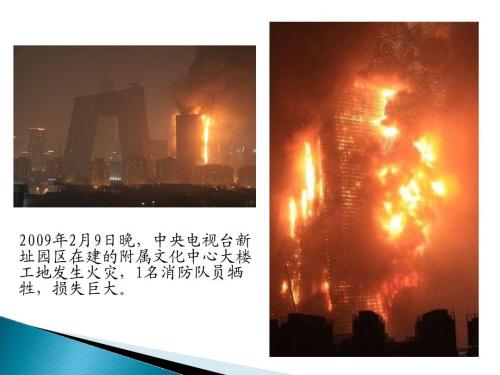 2009年2月9日晚，中央电视台新
址园区在建的附属文化中心大楼
工地发生火灾，1名消防队员牺
牲，损失巨大。